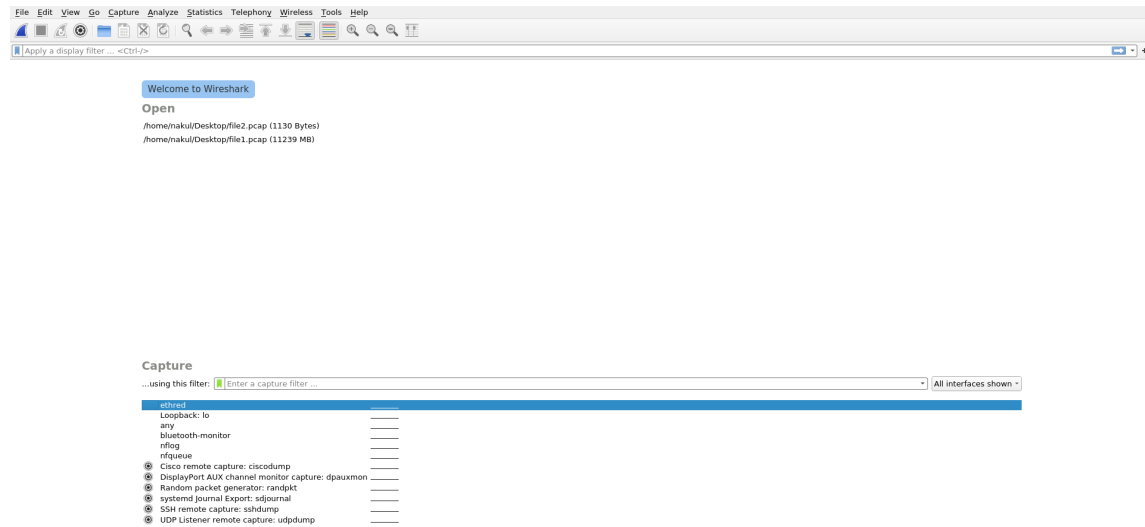 File Edit View Go Capture Analyze Statistics Telephony Wireless Tools Help
Apply a display filter ... <Ctrl-/>
Welcome to Wireshark
Open
/home/nakul/Desktop/file2.pcap (1130 Bytes)
/home/nakul/Desktop/file1.pcap (11239 MB)
Capture
...using this filter: Enter a capture filter ... All interfaces shown
ethred
Loopback: lo
any
bluetooth-monitor
nflog
nfqueue
Cisco remote capture: ciscodump
DisplayPort AUX channel monitor capture: dpauxmon
Random packet generator: randpkt
systemd Journal Export: sdjournal
SSH remote capture: sshdump
UDP Listener remote capture: udpdump